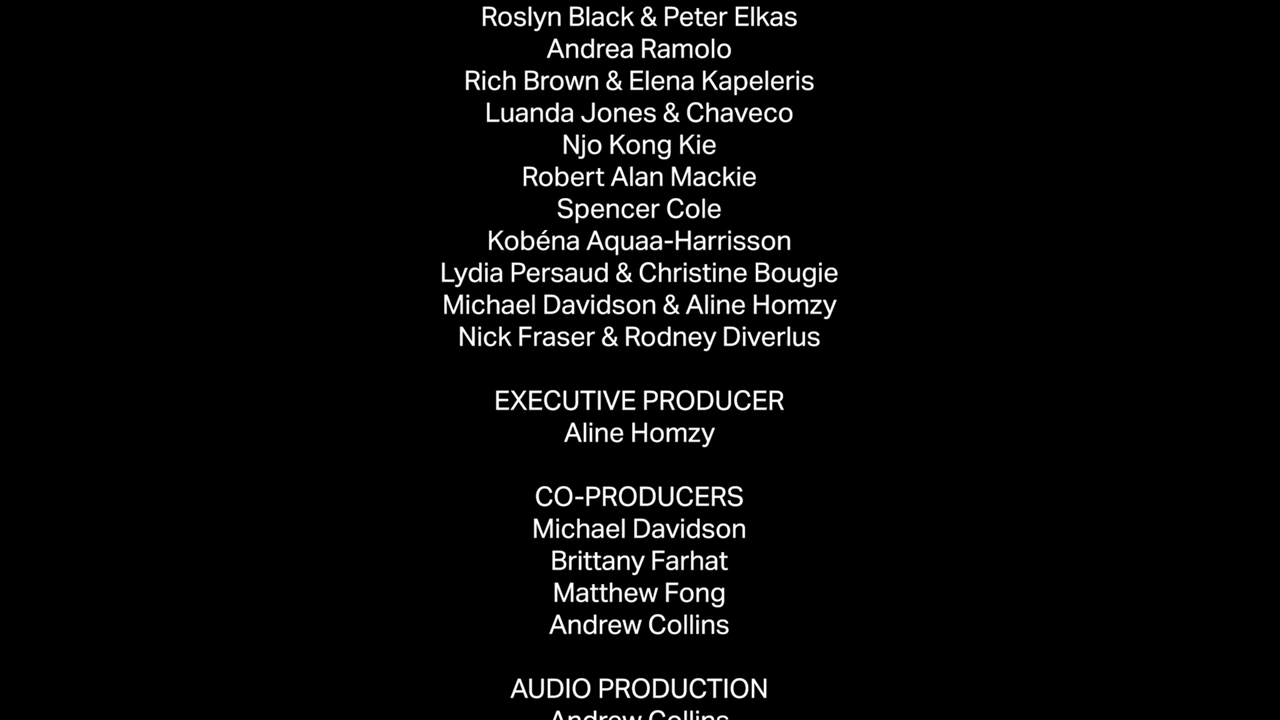 Roslyn Black & Peter Elkas
Andrea Ramolo
Rich Brown & Elena Kapeleris
Luanda Jones & Chaveco
Njo Kong Kie
Robert Alan Mackie
Spencer Cole
Kobéna Aquaa-Harrisson
Lydia Persaud & Christine Bougie
Michael Davidson & Aline Homzy
Nick Fraser & Rodney Diverlus
EXECUTIVE PRODUCER
Aline Homzy
CO-PRODUCERS
Michael Davidson
Brittany Farhat
Matthew Fong
Andrew Collins
AUDIO PRODUCTION
Andrew Collins